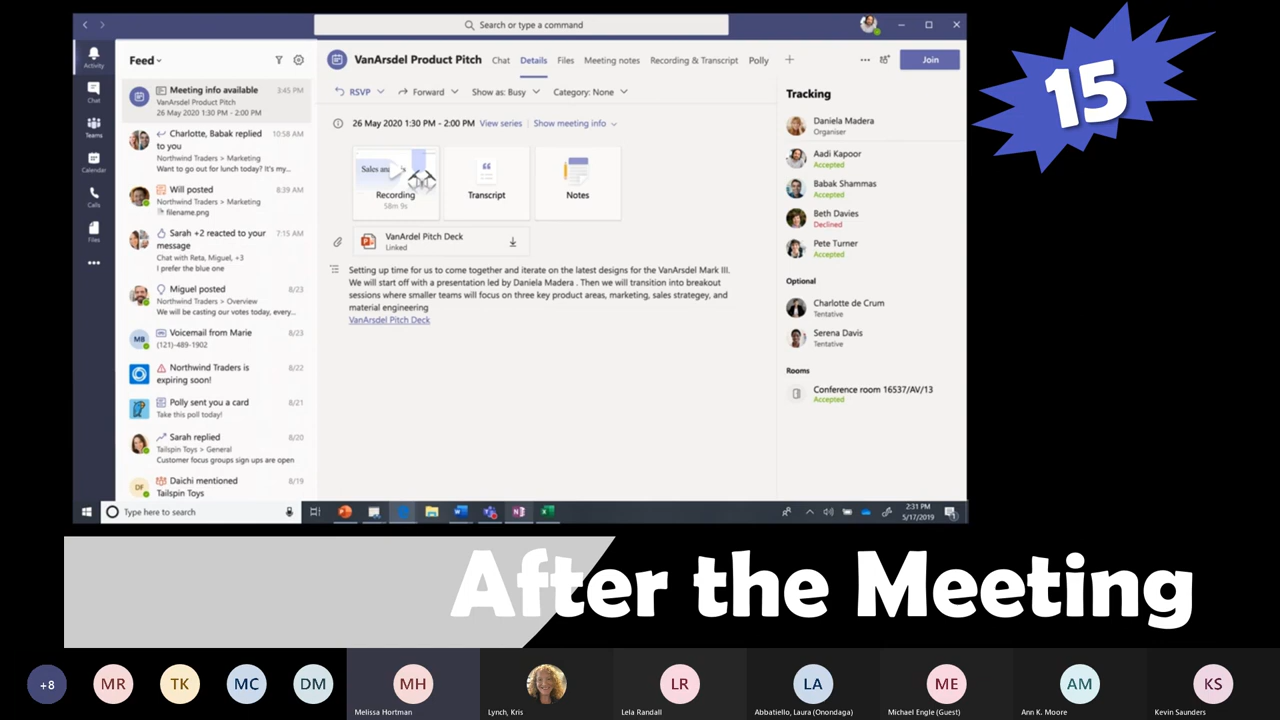 Search or type a command
15
Activity
Chat
Teams
Calendar
Calls
Files
Feed
Meeting info available 3:45 PM
VanArsdel Product Pitch
26 May 2020 1:30 PM - 2:00 PM
Charlotte, Babak replied 10:58 AM
to you
Northwind Traders > Marketing
Want to go out for lunch today? It's my...
Will posted 8:39 AM
Northwind Traders > Marketing
filename.png
Sarah +2 reacted to your 7:15 AM
message
Chat with Reta, Miguel, +3
I prefer the blue one
Miguel posted 8/23
Northwind Traders > Overview
We will be casting our votes today, every...
MB
Voicemail from Marie 8/23
(121)-489-1902
Northwind Traders is 8/22
expiring soon!
Polly sent you a card 8/21
Take this poll today!
Sarah replied 8/20
Tailspin Toys > General
Customer focus groups sign ups are open
DF
Daichi mentioned 8/19
Tailspin Toys
VanArsdel Product Pitch Chat Details Files Meeting notes Recording & Transcript Polly + Join
RSVP Forward Show as: Busy Category: None
26 May 2020 1:30 PM - 2:00 PM View series Show meeting info
Sales an
Recording
58m 9s
Transcript
Notes
VanArdel Pitch Deck
Linked
Setting up time for us to come together and iterate on the latest designs for the VanArsdel Mark III.
We will start off with a presentation led by Daniela Madera . Then we will transition into breakout
sessions where smaller teams will focus on three key product areas, marketing, sales strategey, and
material engineering
VanArsdel Pitch Deck
Tracking
Daniela Madera
Organiser
Aadi Kapoor
Accepted
Babak Shammas
Accepted
Beth Davies
Declined
Pete Turner
Accepted
Optional
Charlotte de Crum
Tentative
Serena Davis
Tentative
Rooms
Conference room 16537/AV/13
Accepted
Type here to search
2:31 PM
5/17/2019
After the Meeting
+8 MR TK MC DM MH LR LA ME AM KS
Melissa Hortman Lynch, Kris Lela Randall Abbatiello, Laura (Onondaga) Michael Engle (Guest) Ann K. Moore Kevin Saunders